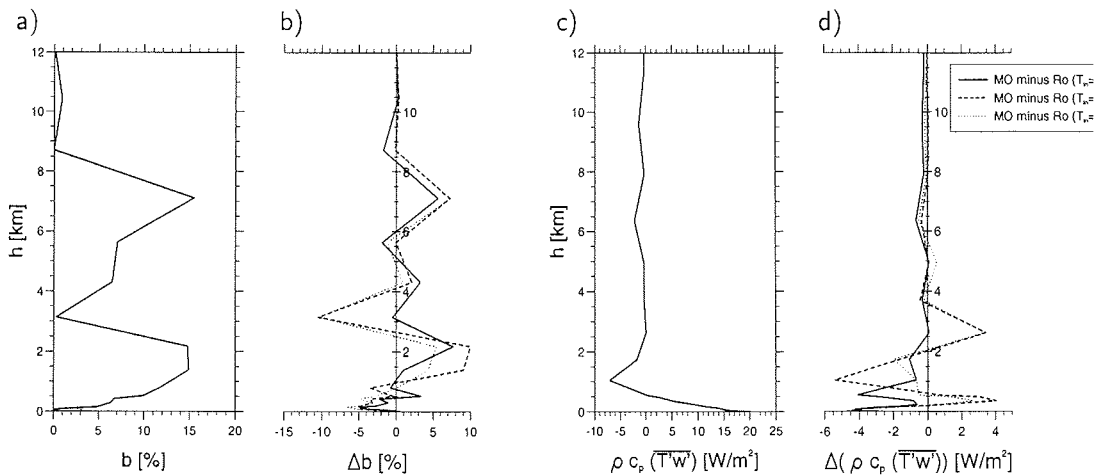 a)
b)
c)
d)
12
10
8
6
4
2
0
h [km]
0 5 10 15 20
b [%]
10
8
6
4
2
-15 -10 -5 0 5 10
Δb [%]
12
10
8
6
4
2
0
h [km]
-10 -5 0 5 10 15 20 25
ρ c_p (T'w') [W/m²]
10
8
6
4
2
-6 -4 -2 0 2 4
Δ( ρ c_p (T'w')) [W/m²]
MO minus Ro (T_in=
MO minus Ro (T_in=
MO minus Ro (T_in=